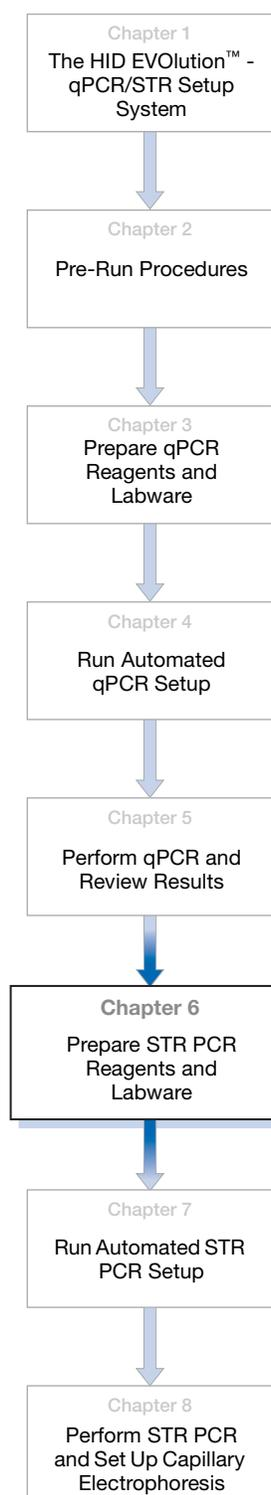 Chapter 1
The HID EVOlution™ -
qPCR/STR Setup
System
Chapter 2
Pre-Run Procedures
Chapter 3
Prepare qPCR
Reagents and
Labware
Chapter 4
Run Automated
qPCR Setup
Chapter 5
Perform qPCR and
Review Results
Chapter 6
Prepare STR PCR
Reagents and
Labware
Chapter 7
Run Automated STR
PCR Setup
Chapter 8
Perform STR PCR
and Set Up Capillary
Electrophoresis